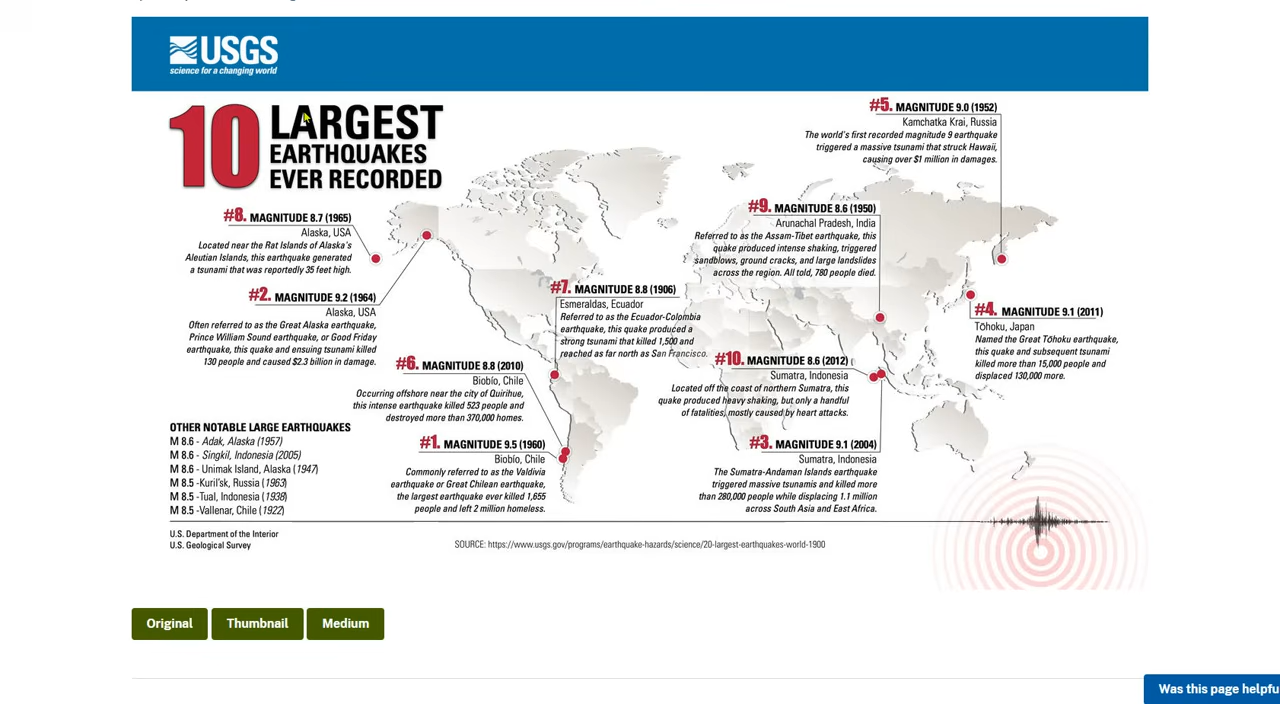 USGS
science for a changing world
10 LARGEST
EARTHQUAKES
EVER RECORDED
#5. MAGNITUDE 9.0 (1952)
Kamchatka Krai, Russia
The world's first recorded magnitude 9 earthquake
triggered a massive tsunami that struck Hawaii,
causing over $1 million in damages.
#8. MAGNITUDE 8.7 (1965)
Alaska, USA
Located near the Rat Islands of Alaska's
Aleutian Islands, this earthquake generated
a tsunami that was reportedly 35 feet high.
#9. MAGNITUDE 8.6 (1950)
Arunachal Pradesh, India
Referred to as the Assam-Tibet earthquake, this
quake produced intense shaking, triggered
sandblows, ground cracks, and large landslides
across the region. All told, 780 people died.
#2. MAGNITUDE 9.2 (1964)
Alaska, USA
Often referred to as the Great Alaska earthquake,
Prince William Sound earthquake, or Good Friday
earthquake, this quake and ensuing tsunami killed
130 people and caused $2.3 billion in damage.
#7. MAGNITUDE 8.8 (1906)
Esmeraldas, Ecuador
Referred to as the Ecuador-Colombia
earthquake, this quake produced a
strong tsunami that killed 1,500 and
reached as far north as San Francisco.
#4. MAGNITUDE 9.1 (2011)
Tōhoku, Japan
Named the Great Tōhoku earthquake,
this quake and subsequent tsunami
killed more than 15,000 people and
displaced 130,000 more.
#6. MAGNITUDE 8.8 (2010)
Biobío, Chile
Occurring offshore near the city of Quirihue,
this intense earthquake killed 523 people and
destroyed more than 370,000 homes.
#10. MAGNITUDE 8.6 (2012)
Sumatra, Indonesia
Located off the coast of northern Sumatra, this
quake produced heavy shaking, but only a handful
of fatalities, mostly caused by heart attacks.
#1. MAGNITUDE 9.5 (1960)
Biobío, Chile
Commonly referred to as the Valdivia
earthquake or Great Chilean earthquake,
the largest earthquake ever killed 1,655
people and left 2 million homeless.
#3. MAGNITUDE 9.1 (2004)
Sumatra, Indonesia
The Sumatra-Andaman Islands earthquake
triggered massive tsunamis and killed more
than 280,000 people while displacing 1.1 million
across South Asia and East Africa.
OTHER NOTABLE LARGE EARTHQUAKES
M 8.6 - Adak, Alaska (1957)
M 8.6 - Singkil, Indonesia (2005)
M 8.6 - Unimak Island, Alaska (1947)
M 8.5 -Kuril'sk, Russia (1963)
M 8.5 -Tual, Indonesia (1938)
M 8.5 -Vallenar, Chile (1922)
U.S. Department of the Interior
U.S. Geological Survey
SOURCE: https://www.usgs.gov/programs/earthquake-hazards/science/20-largest-earthquakes-world-1900
Original
Thumbnail
Medium
Was this page